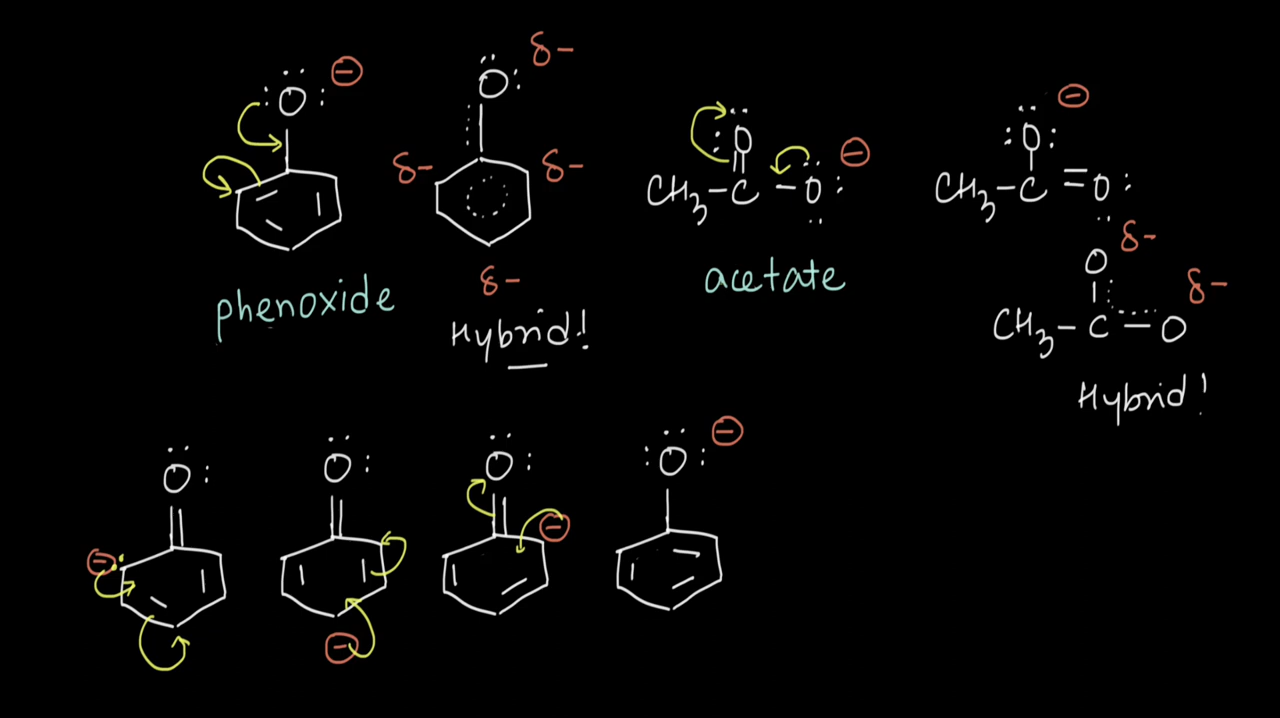 O ⊖
O δ-
δ- δ-
δ-
phenoxide
Hybrid!
O
CH3-C-O: ⊖
acetate
⊖
:O:
CH3-C=O:
O δ-
CH3-C=O δ-
Hybrid!
O: O: O: :O: ⊖
⊖ ⊖
⊖